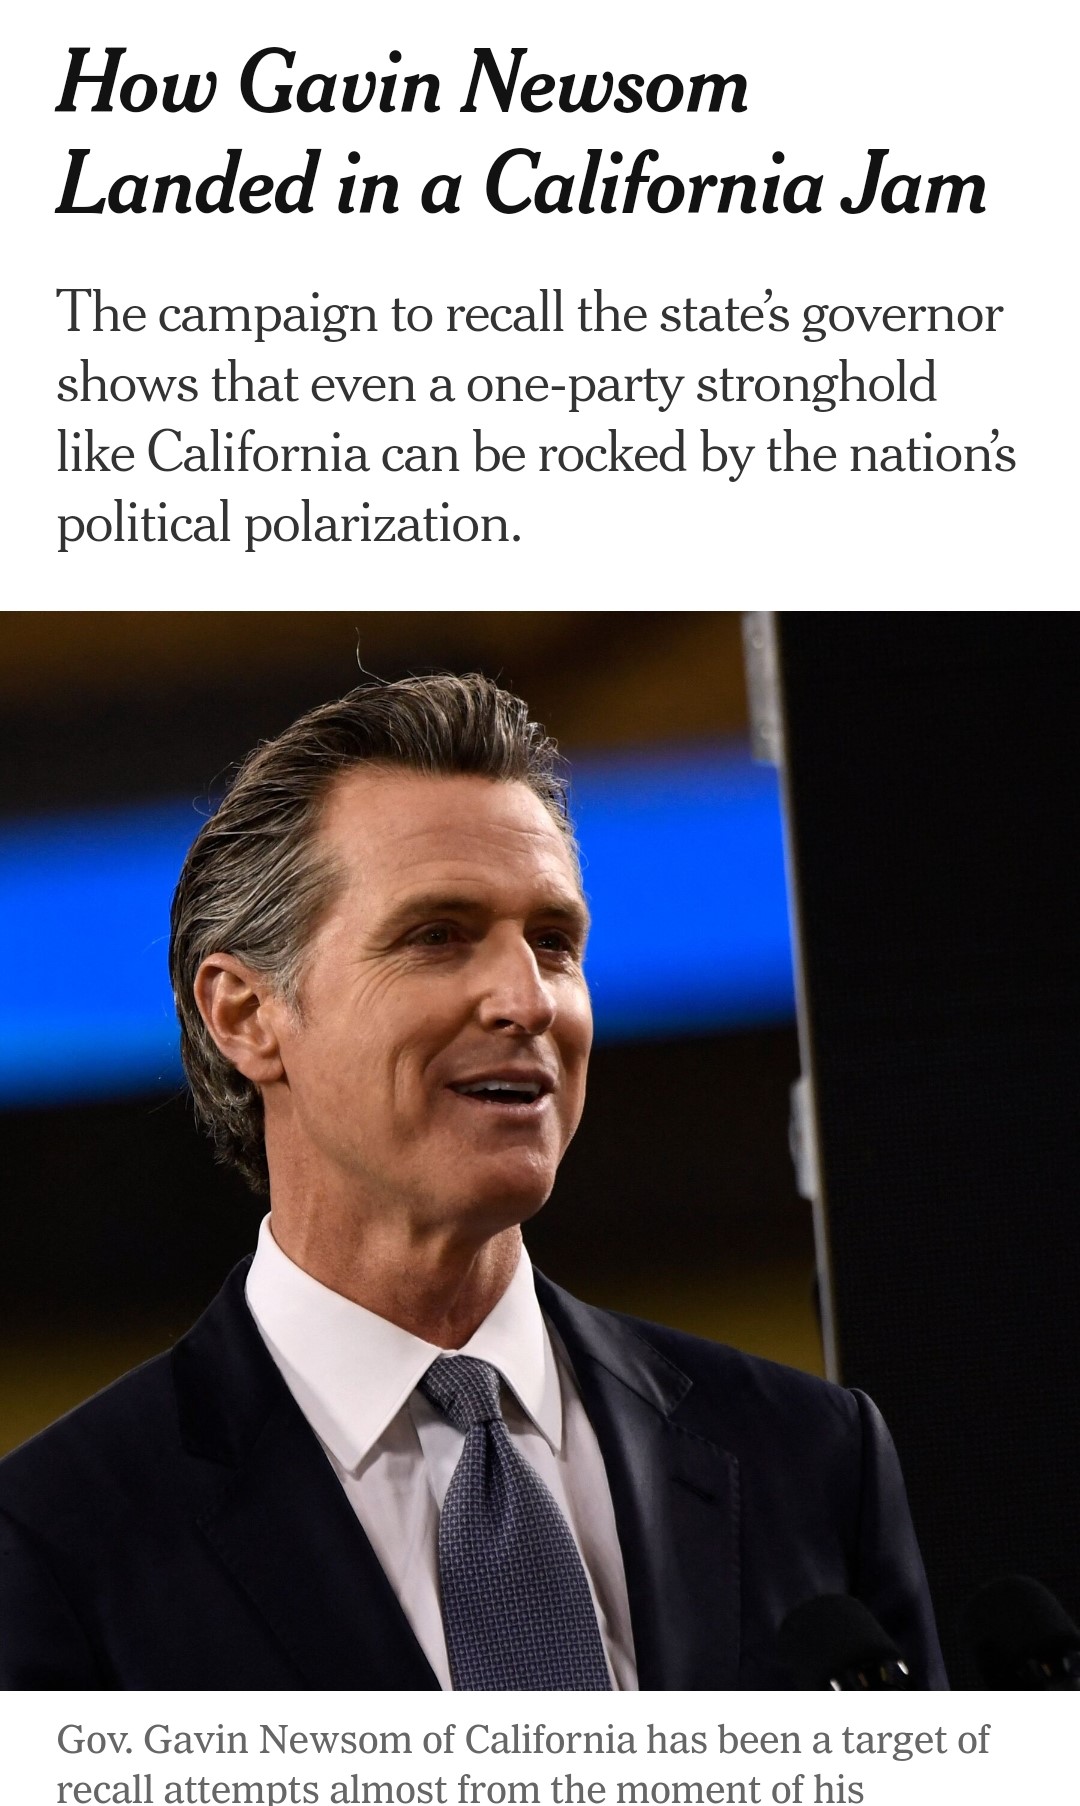 How Gavin Newsom
Landed in a California Jam
The campaign to recall the state’s governor
shows that even a one-party stronghold
like California can be rocked by the nation’s
political polarization.
Gov. Gavin Newsom of California has been a target of
recall attempts almost from the moment of his